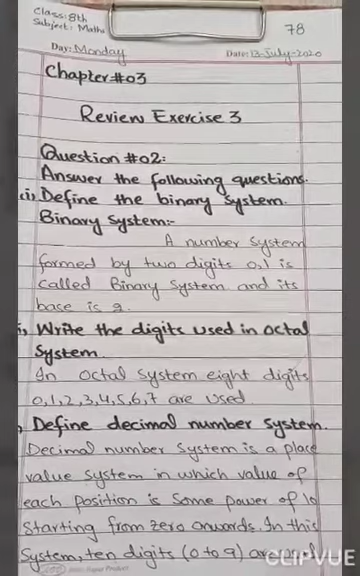 Class: 8th
Subject: Maths
78
Day: Monday
Date: 13-July-2020
Chapter #03
Review Exercise 3
Question #02:
Answer the following questions.
(i) Define the binary system.
Binary System:-
A number system
formed by two digits 0,1 is
called Binary System and its
base is 2.
i, Write the digits used in octal
System.
In octal system eight digits
0,1,2,3,4,5,6,7 are used
, Define decimal number system.
Decimal number system is a place
value system in which value of
each position is some power of 10
starting from zero onwards. In this
System, ten digits (0 to 9) are used
CLIPVUE